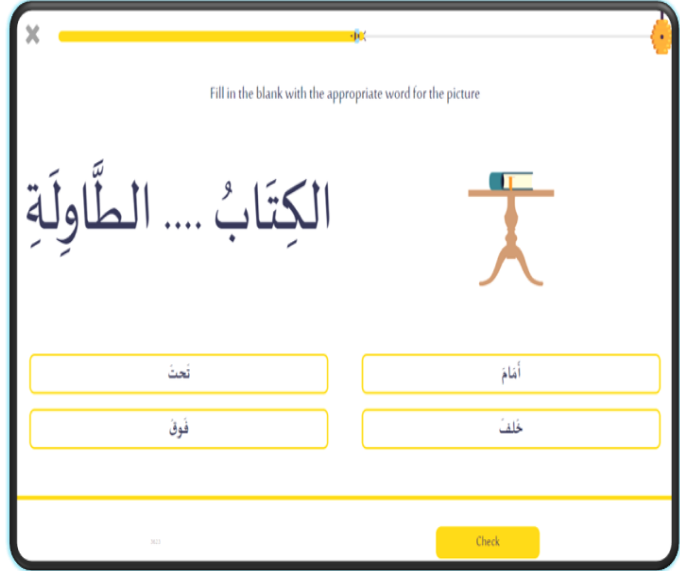 Fill in the blank with the appropriate word for the picture
الكِتَابُ .... الطَّاوِلَةِ
أَمَامَ
تَحتَ
خَلفَ
فَوقَ
Check